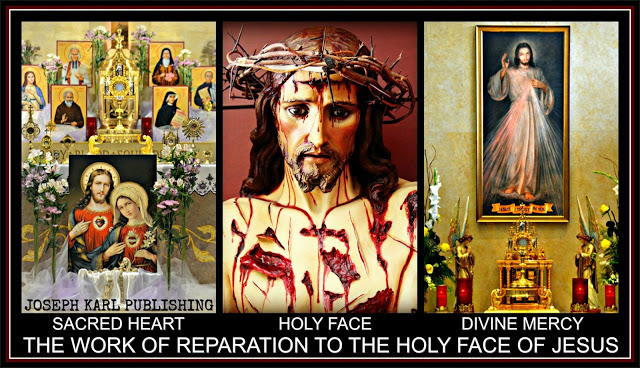 JOSEPH KARL PUBLISHING
SACRED HEART
HOLY FACE
DIVINE MERCY
THE WORK OF REPARATION TO THE HOLY FACE OF JESUS